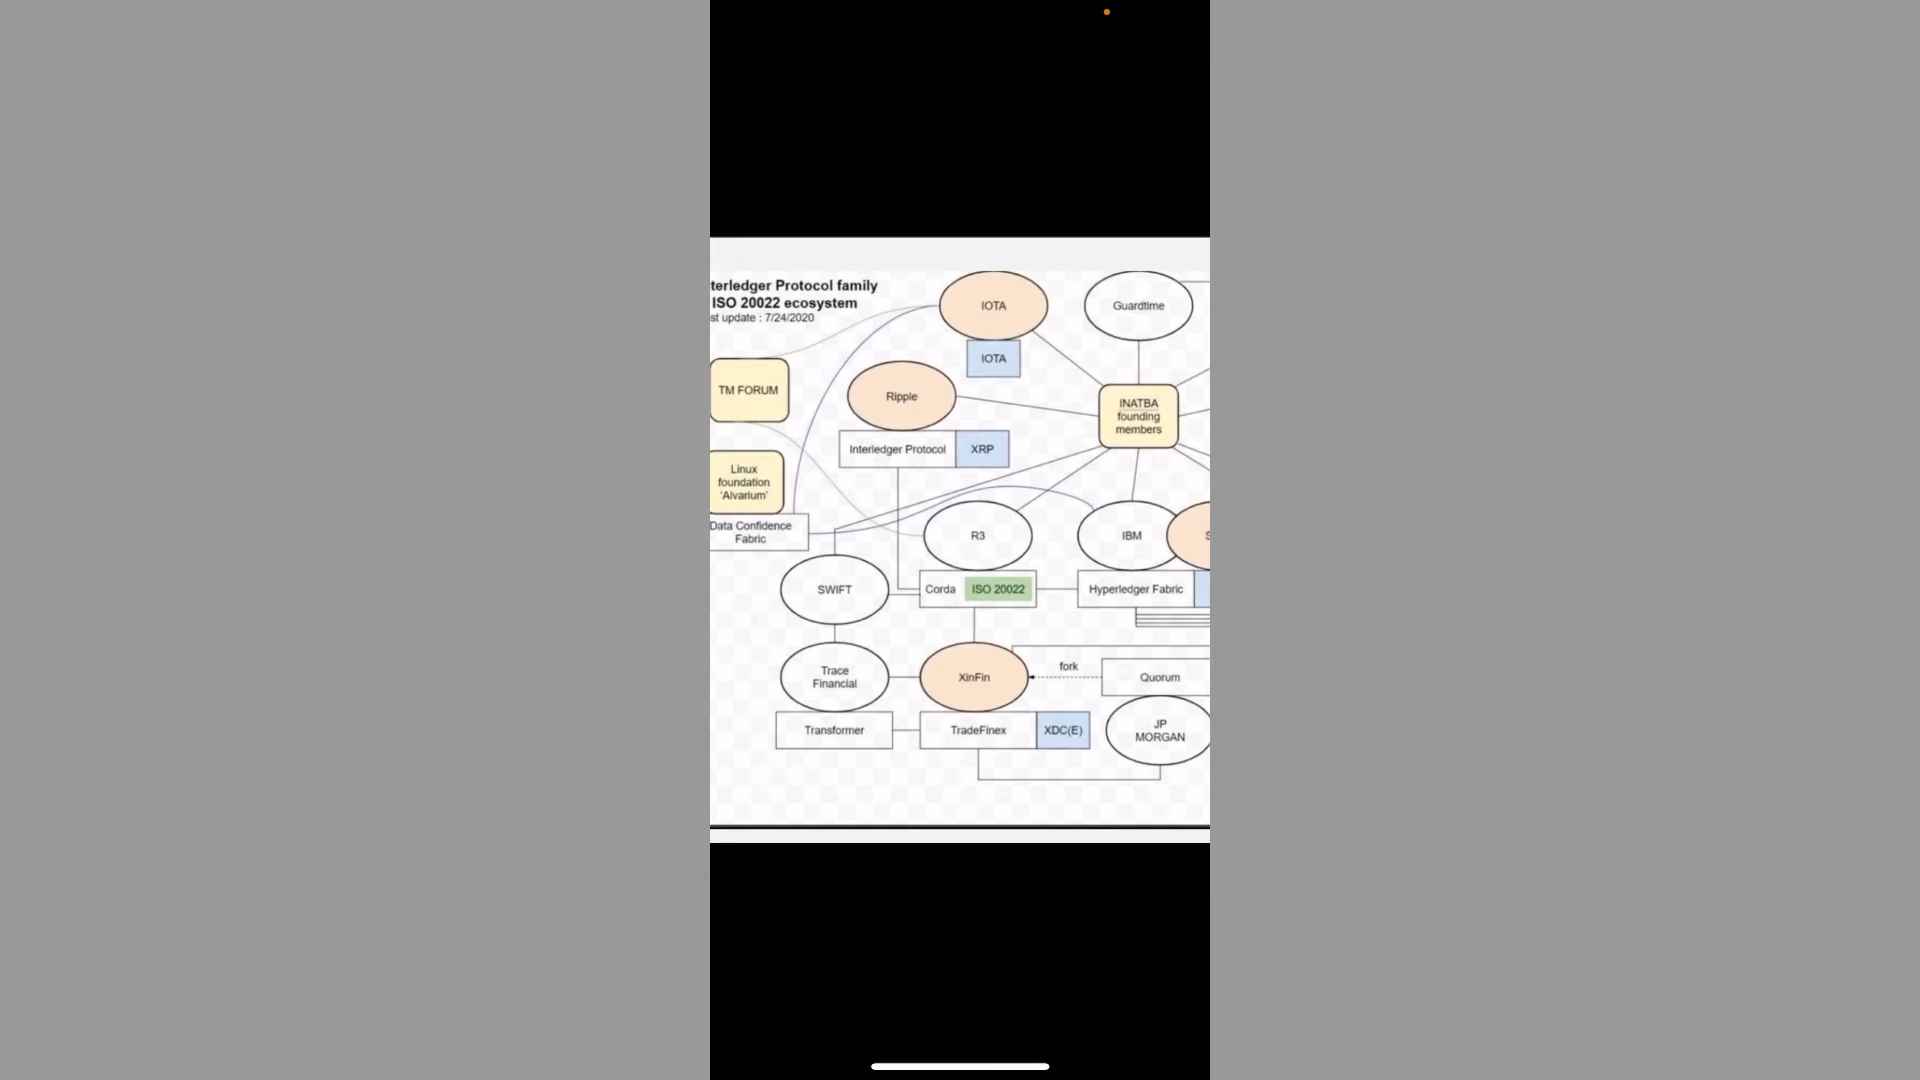 terledger Protocol family
ISO 20022 ecosystem
st update : 7/24/2020
IOTA
Guardtime
IOTA
TM FORUM
Ripple
INATBA
founding
members
Interledger Protocol
XRP
Linux
foundation
'Alvarium'
Data Confidence
Fabric
R3
IBM
S
SWIFT
Corda
ISO 20022
Hyperledger Fabric
Trace
Financial
XinFin
fork
Quorum
Transformer
TradeFinex
XDC(E)
JP
MORGAN